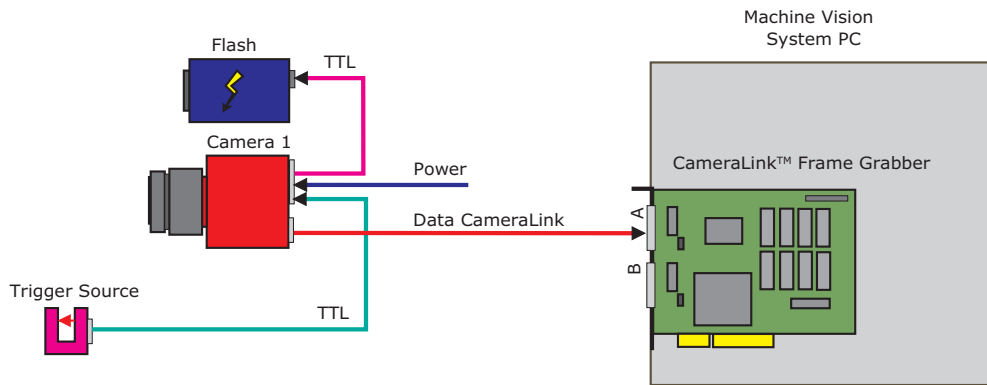 Machine Vision
System PC
Flash
TTL
Camera 1
Power
CameraLink™ Frame Grabber
Data CameraLink
A
B
Trigger Source
TTL